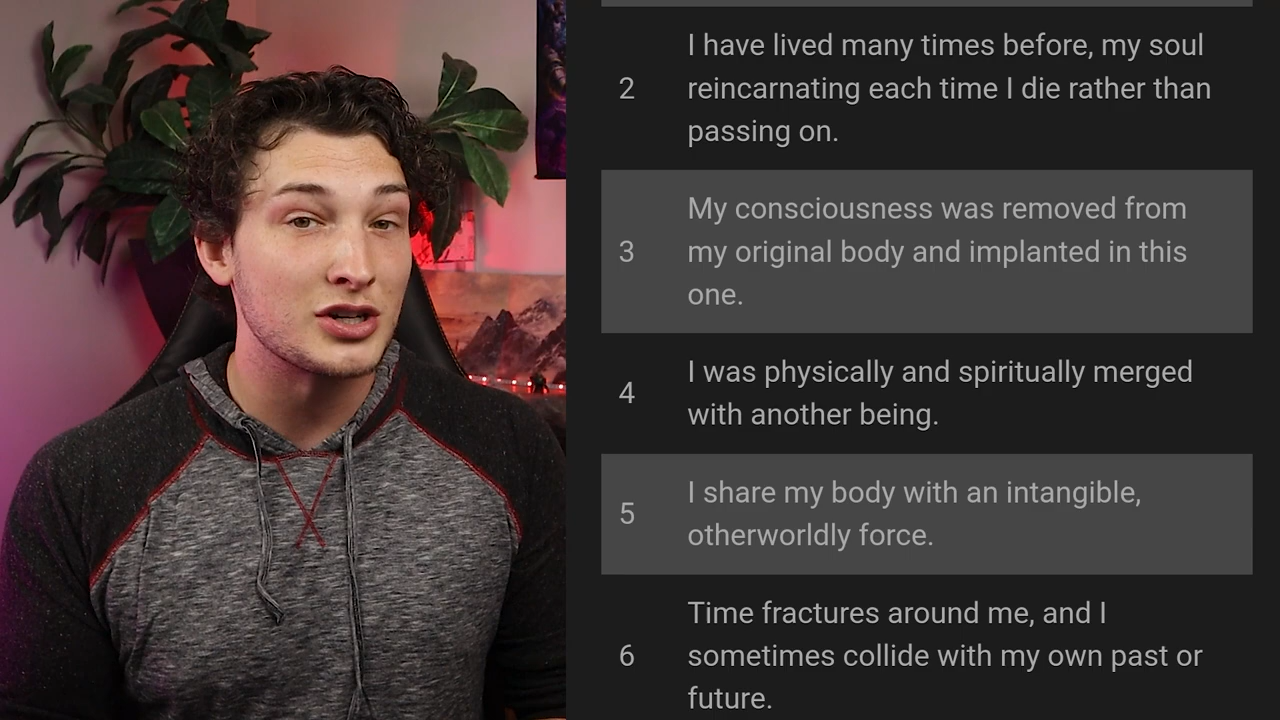 2
I have lived many times before, my soul
reincarnating each time I die rather than
passing on.
3
My consciousness was removed from
my original body and implanted in this
one.
4
I was physically and spiritually merged
with another being.
5
I share my body with an intangible,
otherworldly force.
6
Time fractures around me, and I
sometimes collide with my own past or
future.